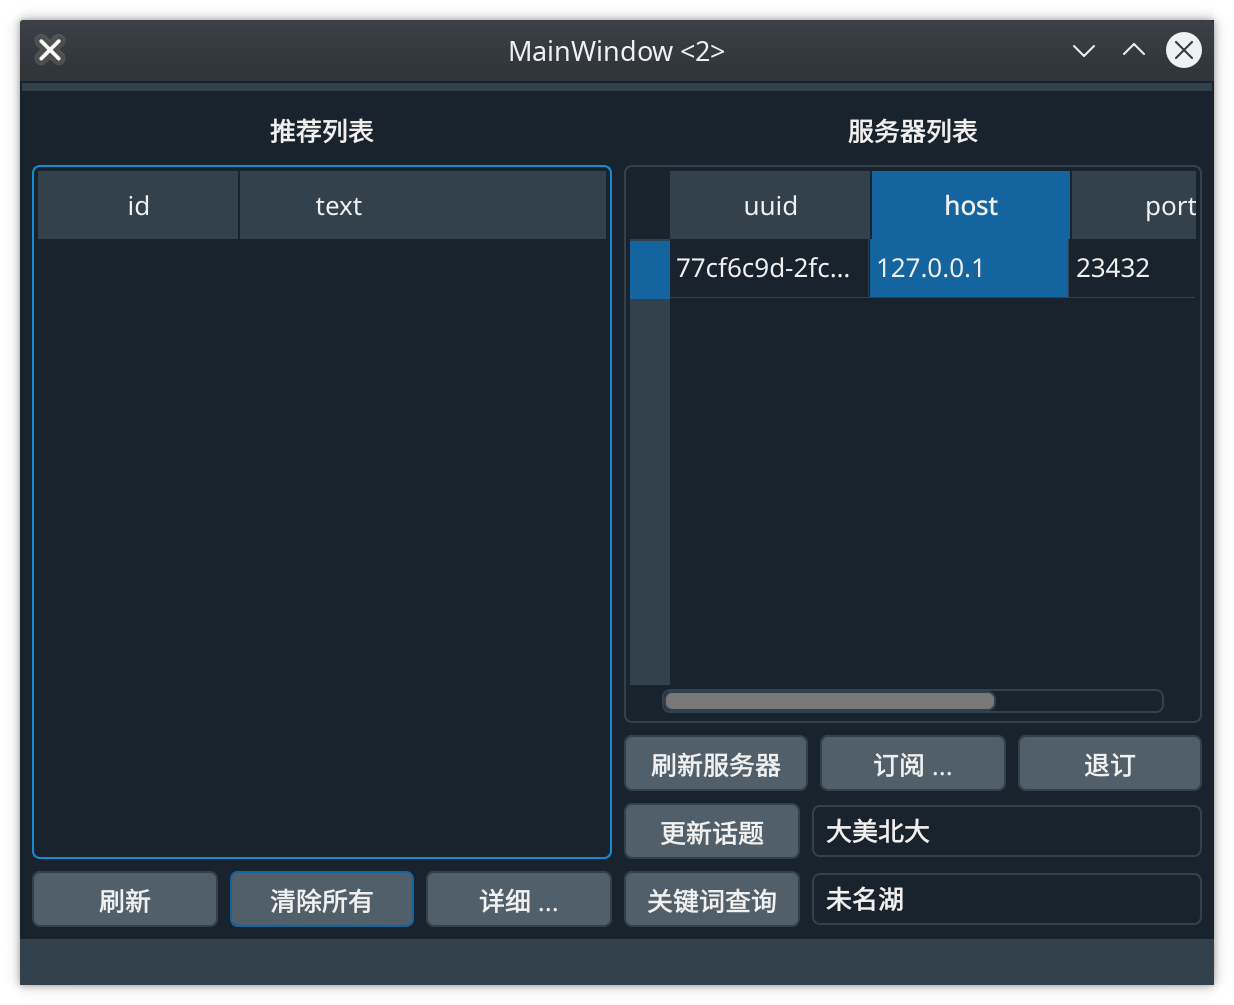 MainWindow <2>
推荐列表
id text
刷新 清除所有 详细 ...
服务器列表
uuid host port
77cf6c9d-2fc... 127.0.0.1 23432
刷新服务器 订阅 ... 退订
更新话题 大美北大
关键词查询 未名湖